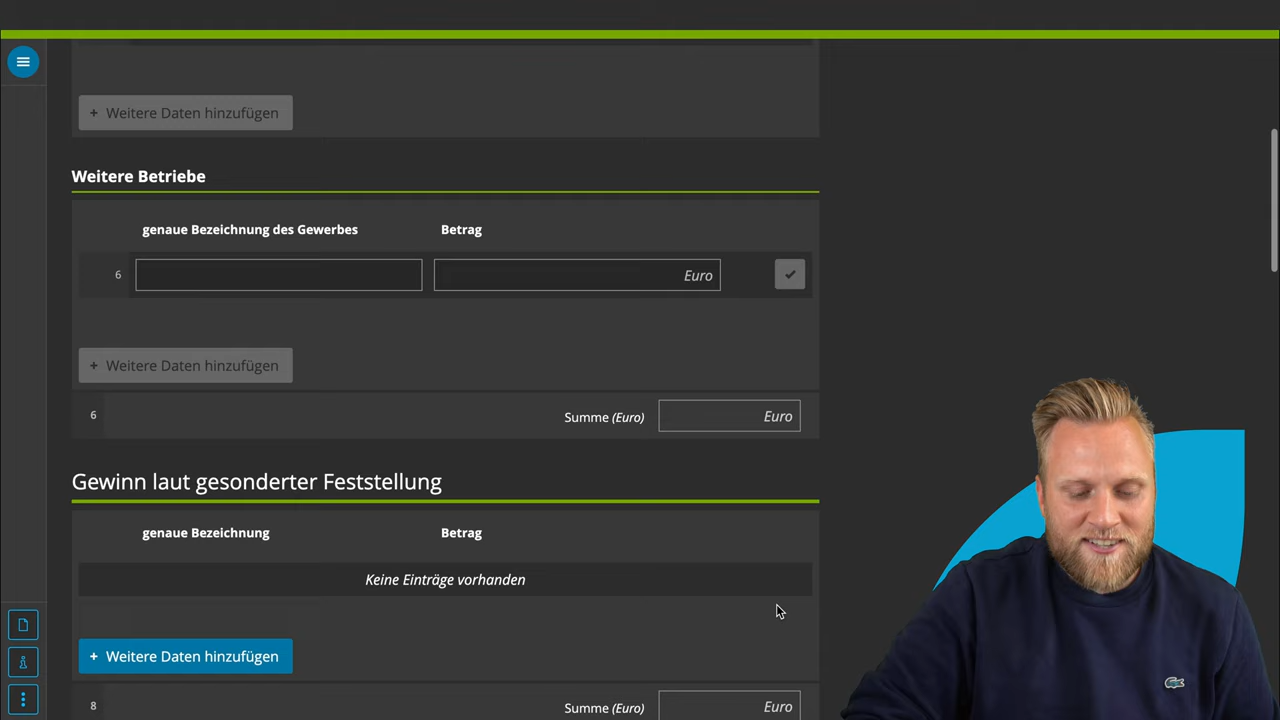 + Weitere Daten hinzufügen
Weitere Betriebe
genaue Bezeichnung des Gewerbes Betrag
6 Euro
+ Weitere Daten hinzufügen
6 Summe (Euro) Euro
Gewinn laut gesonderter Feststellung
genaue Bezeichnung Betrag
Keine Einträge vorhanden
+ Weitere Daten hinzufügen
8 Summe (Euro) Euro